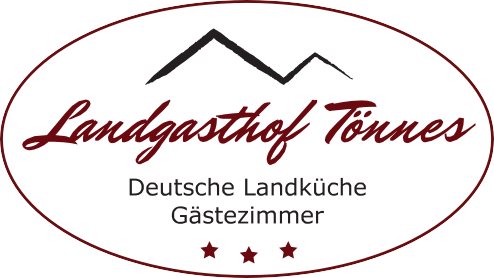 Landgasthof Tönnes
Deutsche Landküche
Gästezimmer